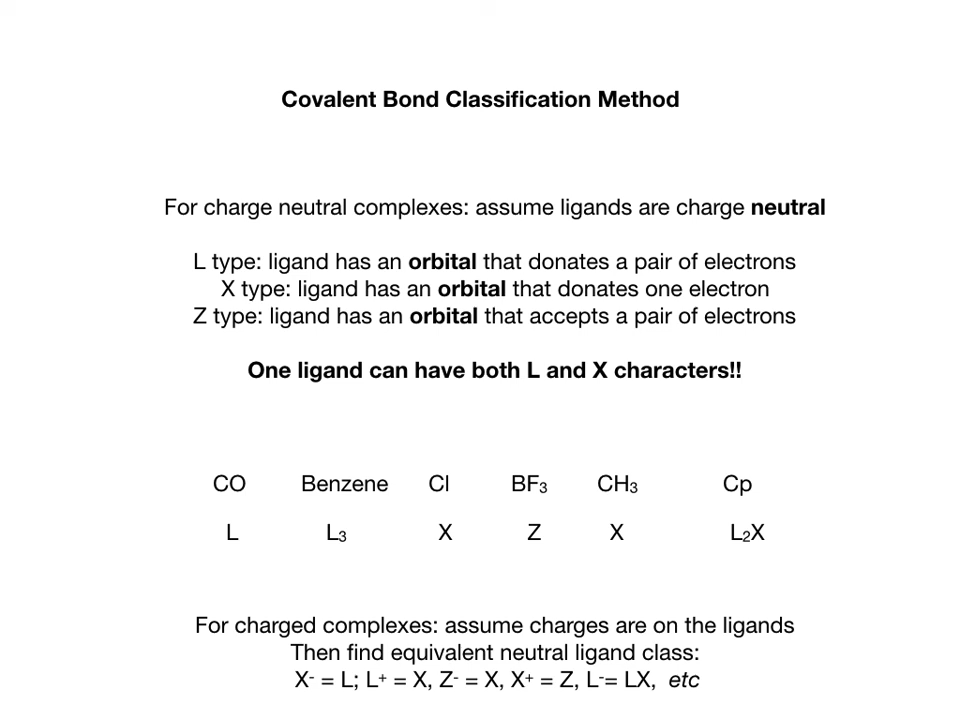 Covalent Bond Classification Method
For charge neutral complexes: assume ligands are charge neutral
L type: ligand has an orbital that donates a pair of electrons
X type: ligand has an orbital that donates one electron
Z type: ligand has an orbital that accepts a pair of electrons
One ligand can have both L and X characters!!
CO Benzene Cl BF₃ CH₃ Cp
L L₃ X Z X L₂X
For charged complexes: assume charges are on the ligands
Then find equivalent neutral ligand class:
X⁻ = L; L⁺ = X, Z⁻ = X, X⁺ = Z, L⁻= LX, etc